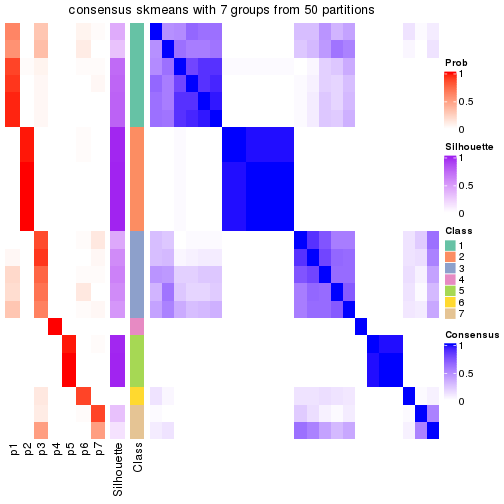 consensus skmeans with 7 groups from 50 partitions
Prob
1
0.5
0
Silhouette
1
0.5
0
Class
1
2
3
4
5
6
7
Consensus
1
0.5
0
p1
p2
p3
p4
p5
p6
p7
Silhouette
Class